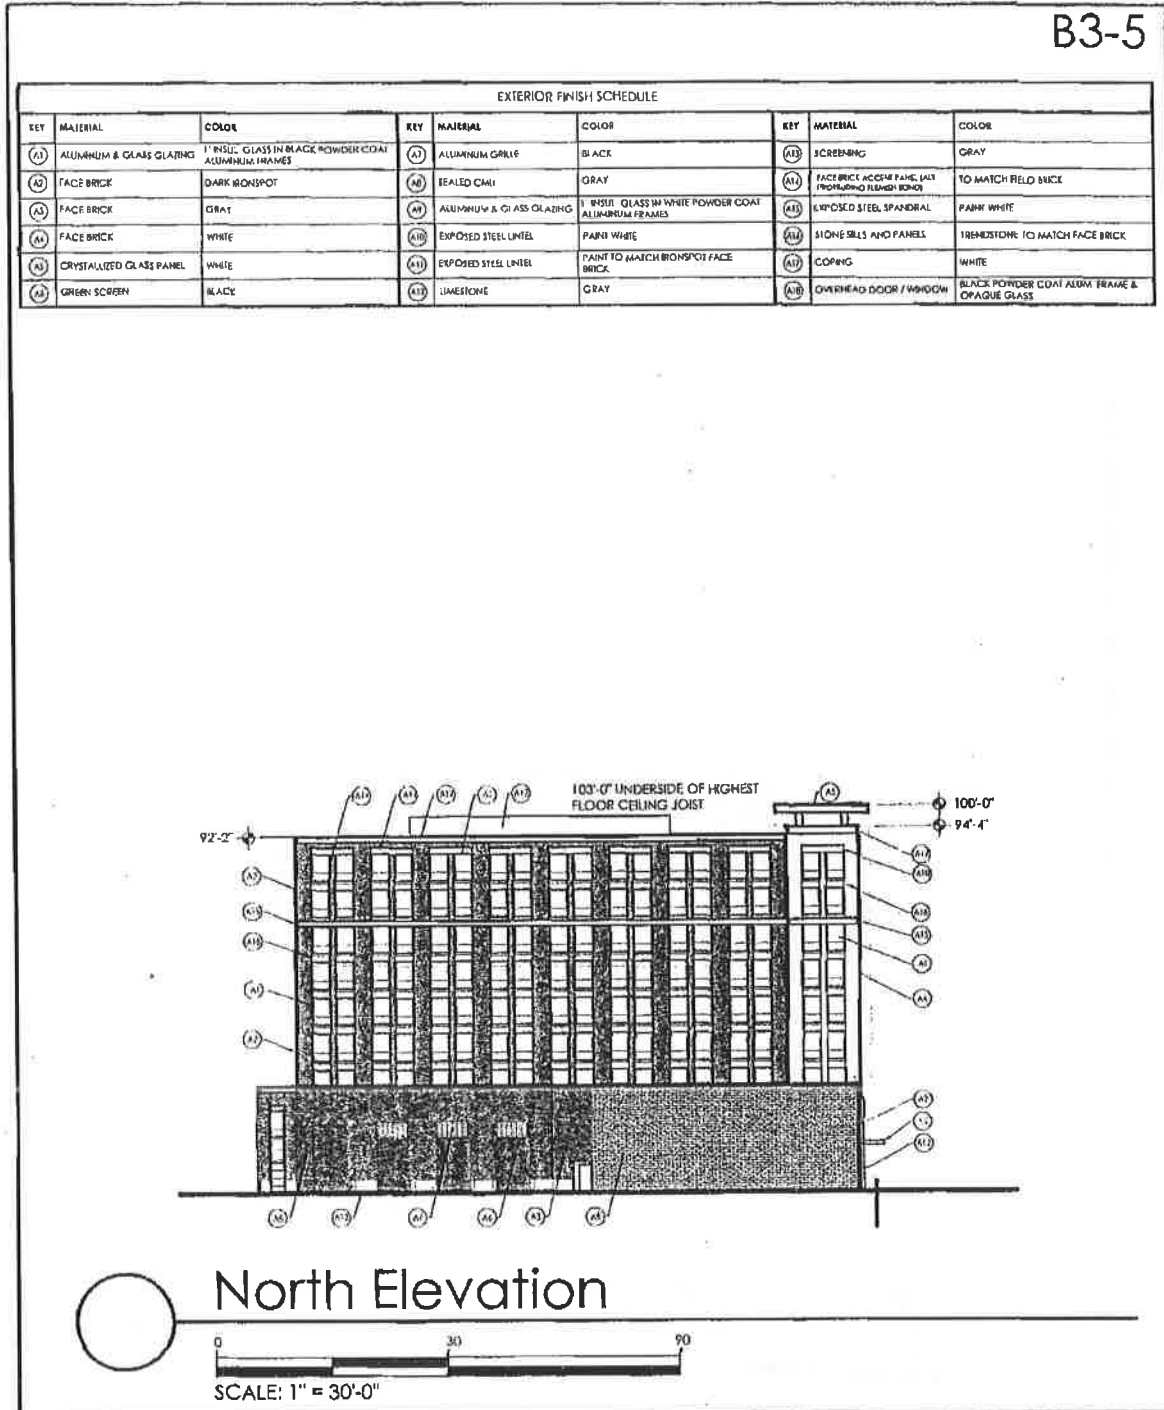 B3-5
EXTERIOR FINISH SCHEDULE
KEY MATERIAL COLOR KEY MATERIAL COLOR KEY MATERIAL COLOR
A1 ALUMINUM & GLASS GLAZING 1" INSUL. GLASS IN BLACK POWDER COAT ALUMINUM FRAMES A7 ALUMINUM GRILLE BLACK A13 SCREENING GRAY
A2 FACE BRICK DARK IRONSPOT A8 SEALED CMU GRAY A14 FACE BRICK ACCENT PANEL (ALT PROTRUDING FLEMISH BOND) TO MATCH FIELD BRICK
A3 FACE BRICK GRAY A9 ALUMINUM & GLASS GLAZING 1" INSUL. GLASS IN WHITE POWDER COAT ALUMINUM FRAMES A15 EXPOSED STEEL SPANDRAL PAINT WHITE
A4 FACE BRICK WHITE A10 EXPOSED STEEL LINTEL PAINT WHITE A16 STONE SILLS AND PANELS TRENDSTONE TO MATCH FACE BRICK
A5 CRYSTALLIZED GLASS PANEL WHITE A11 EXPOSED STEEL LINTEL PAINT TO MATCH IRONSPOT FACE BRICK A17 COPING WHITE
A6 GREEN SCREEN BLACK A12 LIMESTONE GRAY A18 OVERHEAD DOOR / WINDOW BLACK POWDER COAT ALUM FRAME & OPAQUE GLASS
103'-0" UNDERSIDE OF HIGHEST
FLOOR CEILING JOIST
100'-0"
94'-4"
92'-2"
North Elevation
0 30 90
SCALE: 1" = 30'-0"